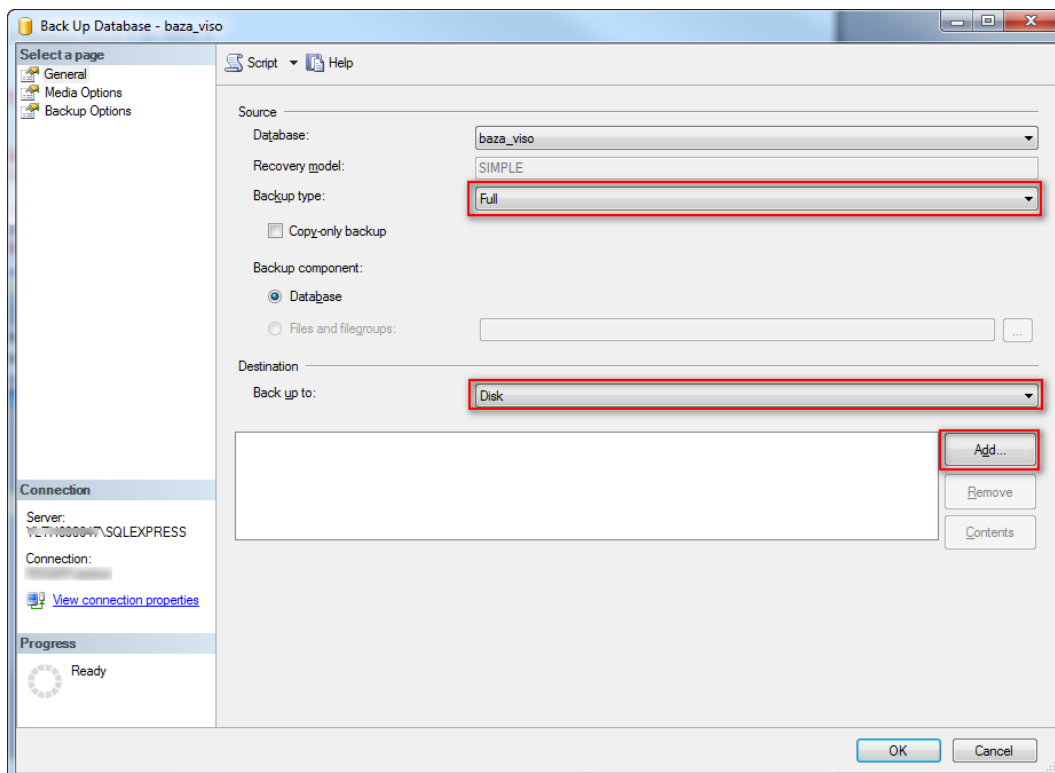 Back Up Database - baza_viso
Select a page
General
Media Options
Backup Options
Script
Help
Source
Database:
baza_viso
Recovery model:
SIMPLE
Backup type:
Full
Copy-only backup
Backup component:
Database
Files and filegroups:
...
Destination
Back up to:
Disk
Add...
Remove
Contents
Connection
Server:
\SQLEXPRESS
Connection:
View connection properties
Progress
Ready
OK
Cancel